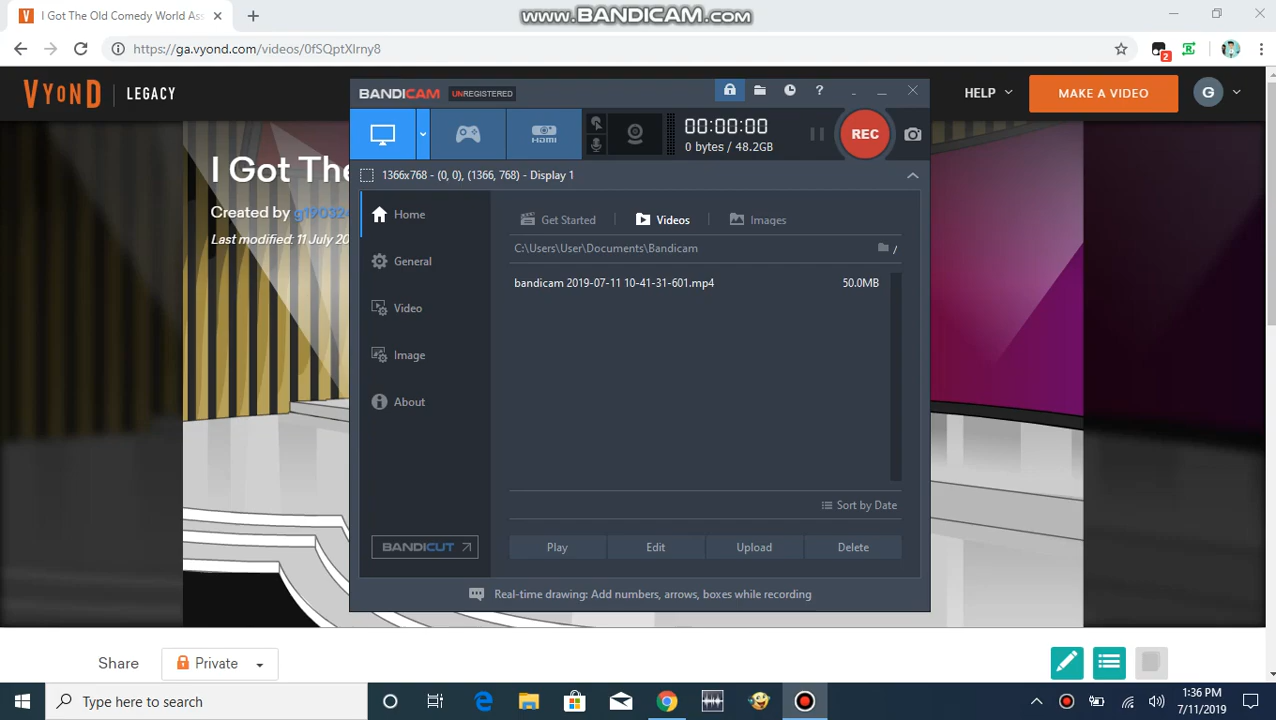 www.BANDICAM.com
I Got The Old Comedy World Ass
https://ga.vyond.com/videos/0fSQptXIrny8
2
VYOND LEGACY
HELP
MAKE A VIDEO
G
I Got The
Created by g190324
Last modified: 11 July 20
BANDICAM UNREGISTERED
?
HDMI
00:00:00
0 bytes / 48.2GB
REC
1366x768 - (0, 0), (1366, 768) - Display 1
Home
General
Video
Image
About
BANDICUT
Get Started
Videos
Images
C:\Users\User\Documents\Bandicam
/
bandicam 2019-07-11 10-41-31-601.mp4 50.0MB
Sort by Date
Play Edit Upload Delete
Real-time drawing: Add numbers, arrows, boxes while recording
Share
Private
Type here to search
1:36 PM
7/11/2019